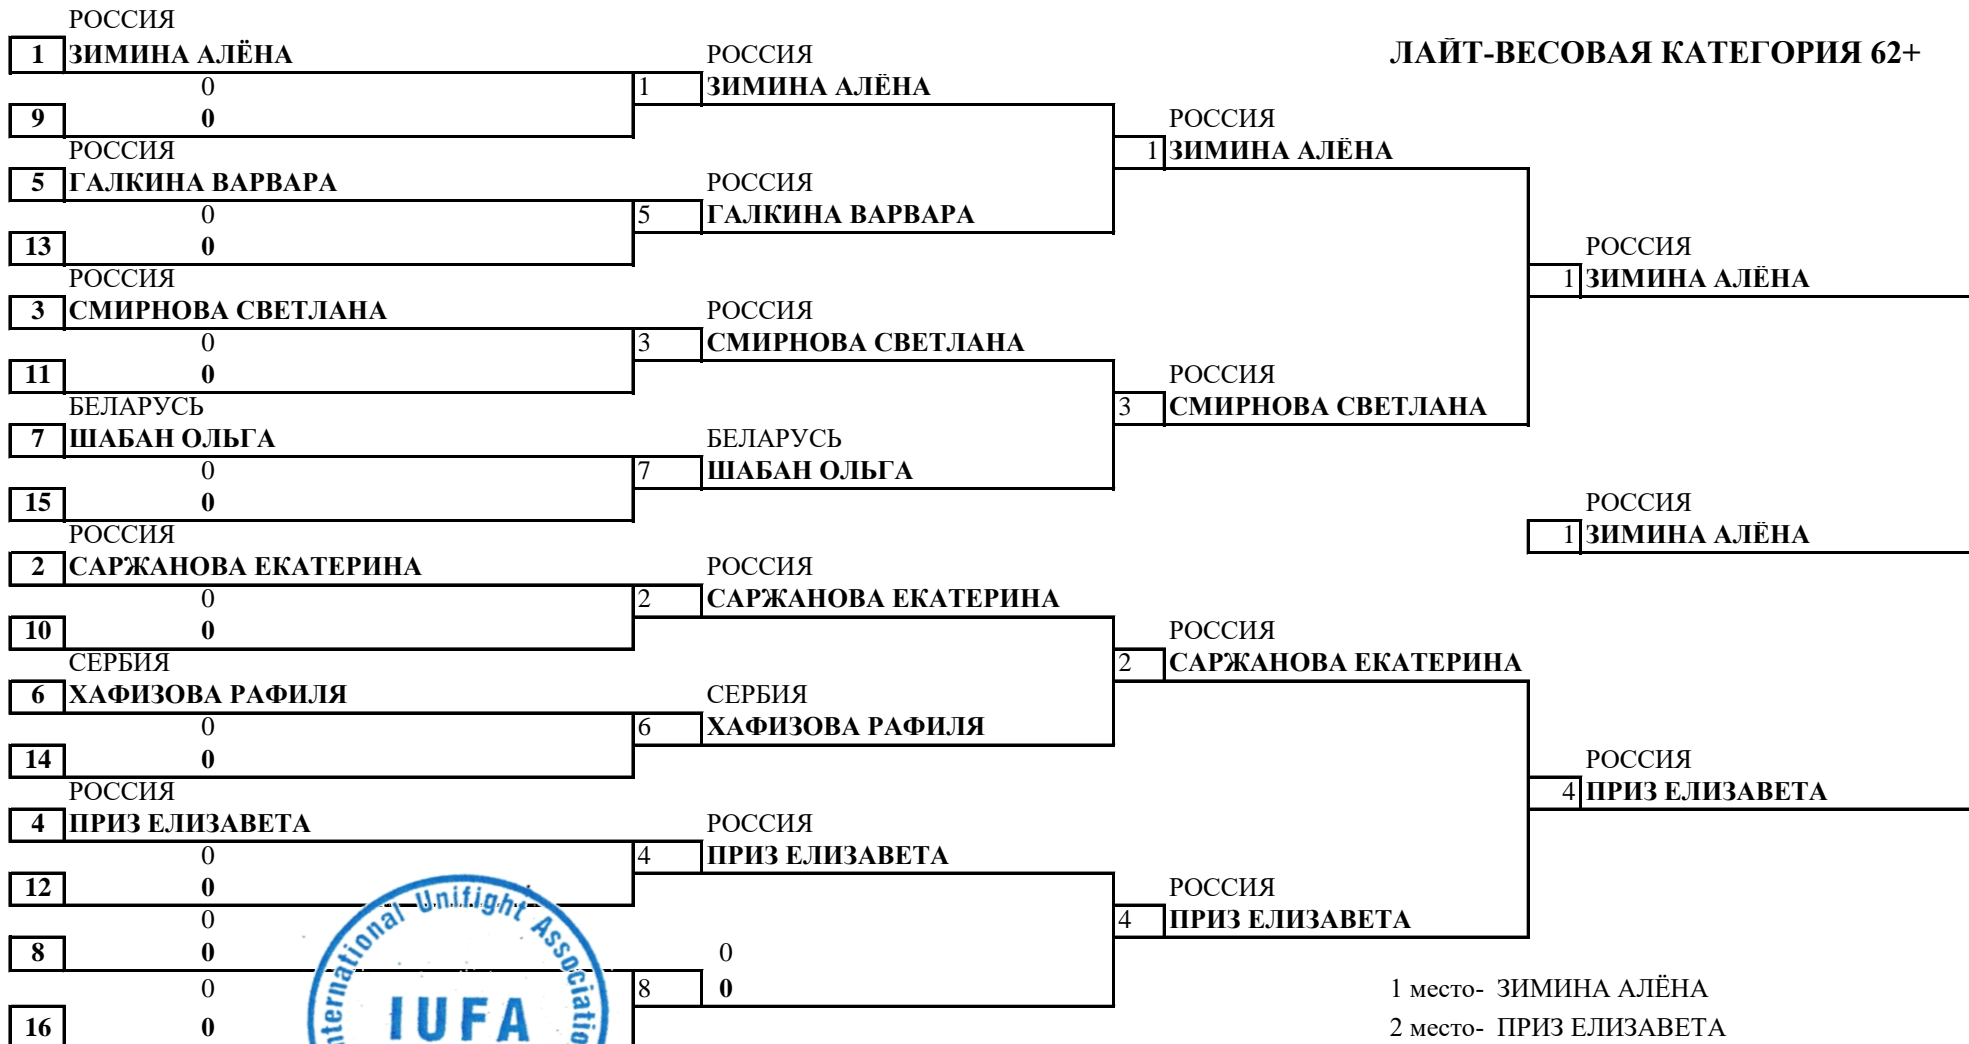 РОССИЯ
1 ЗИМИНА АЛЁНА
РОССИЯ
ЛАЙТ-ВЕСОВАЯ КАТЕГОРИЯ 62+
0
1 ЗИМИНА АЛЁНА
9 0
РОССИЯ
РОССИЯ
1 ЗИМИНА АЛЁНА
5 ГАЛКИНА ВАРВАРА
РОССИЯ
0
5 ГАЛКИНА ВАРВАРА
13 0
РОССИЯ
РОССИЯ
1 ЗИМИНА АЛЁНА
3 СМИРНОВА СВЕТЛАНА
РОССИЯ
0
3 СМИРНОВА СВЕТЛАНА
11 0
РОССИЯ
БЕЛАРУСЬ
3 СМИРНОВА СВЕТЛАНА
7 ШАБАН ОЛЬГА
БЕЛАРУСЬ
0
7 ШАБАН ОЛЬГА
15 0
РОССИЯ
РОССИЯ
1 ЗИМИНА АЛЁНА
2 САРЖАНОВА ЕКАТЕРИНА
РОССИЯ
0
2 САРЖАНОВА ЕКАТЕРИНА
10 0
РОССИЯ
СЕРБИЯ
2 САРЖАНОВА ЕКАТЕРИНА
6 ХАФИЗОВА РАФИЛЯ
СЕРБИЯ
0
6 ХАФИЗОВА РАФИЛЯ
14 0
РОССИЯ
РОССИЯ
4 ПРИЗ ЕЛИЗАВЕТА
4 ПРИЗ ЕЛИЗАВЕТА
РОССИЯ
0
4 ПРИЗ ЕЛИЗАВЕТА
12 0
РОССИЯ
0
4 ПРИЗ ЕЛИЗАВЕТА
8 0
0
0
8 0
1 место- ЗИМИНА АЛЁНА
16 0
2 место- ПРИЗ ЕЛИЗАВЕТА
Unifight
IUFA